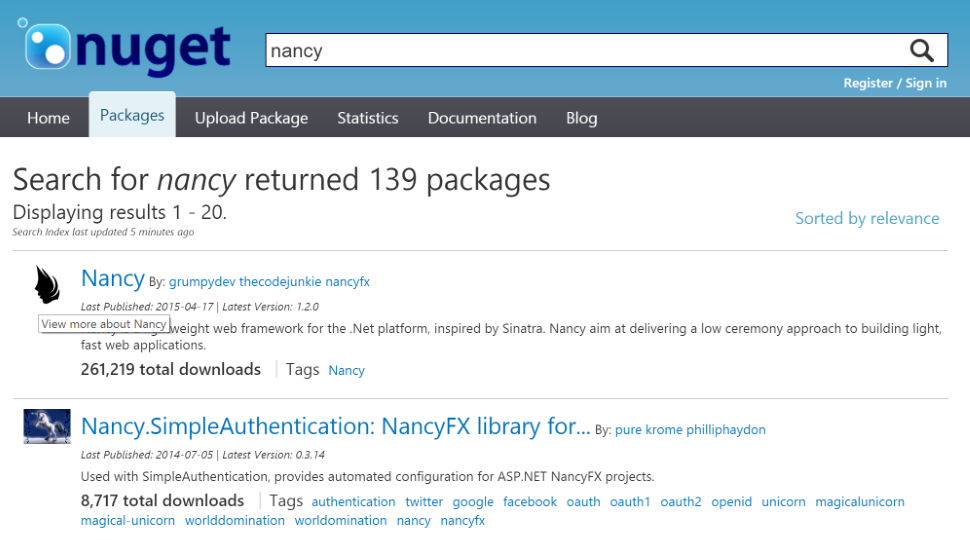 nuget
nancy
Register / Sign in
Home Packages Upload Package Statistics Documentation Blog
Search for nancy returned 139 packages
Displaying results 1 - 20.
Sorted by relevance
Search Index last updated 5 minutes ago
Nancy By: grumpydev thecodejunkie nancyfx
Last Published: 2015-04-17 | Latest Version: 1.2.0
View more about Nancy
weight web framework for the .Net platform, inspired by Sinatra. Nancy aim at delivering a low ceremony approach to building light,
fast web applications.
261,219 total downloads | Tags Nancy
Nancy.SimpleAuthentication: NancyFX library for... By: pure krome philliphaydon
Last Published: 2014-07-05 | Latest Version: 0.3.14
Used with SimpleAuthentication, provides automated configuration for ASP.NET NancyFX projects.
8,717 total downloads | Tags authentication twitter google facebook oauth oauth1 oauth2 openid unicorn magicalunicorn
magical-unicorn worlddomination worldomination nancy nancyfx